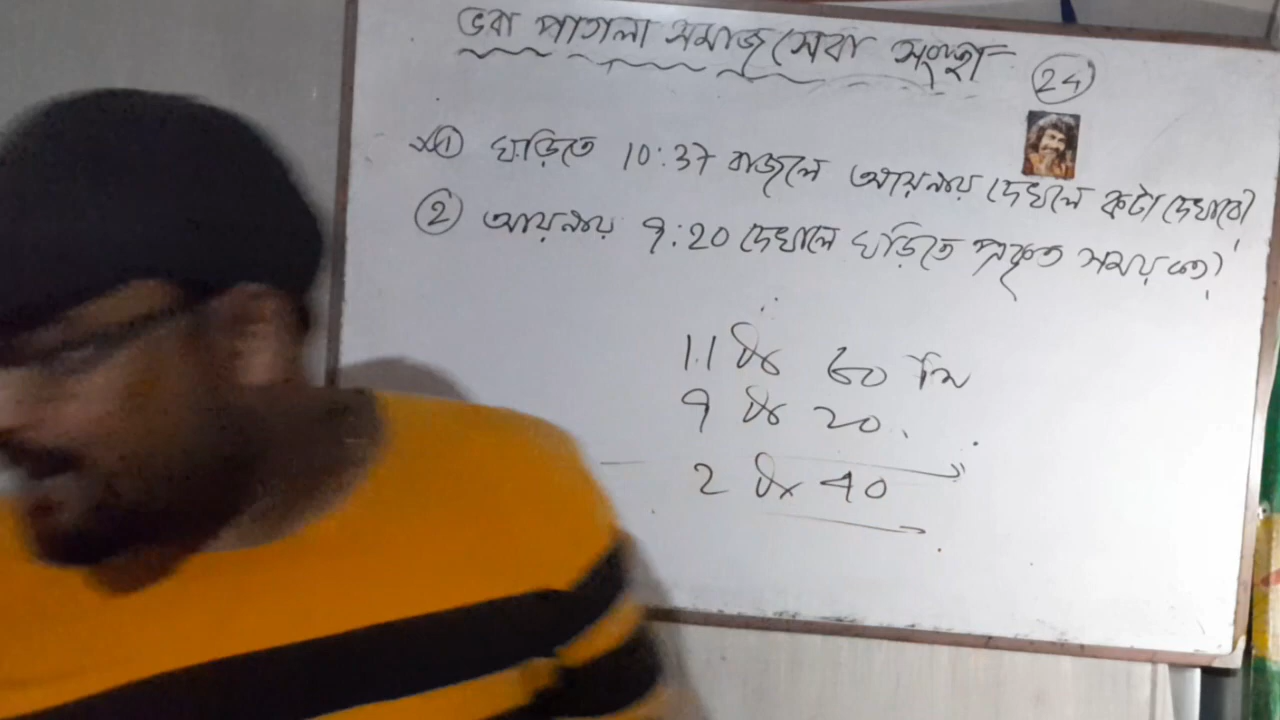 ভবা পাগলা সমাজ সেবা সংস্থা
24
① ঘড়িতে 10:37 বাজলে আয়নায় দেখলে কটা দেখাবে?
② আয়নায় 9:20 দেখালে ঘড়িতে প্রকৃত সময় কত?
11 টা 60 মি
9 টা 20
2 টা 40